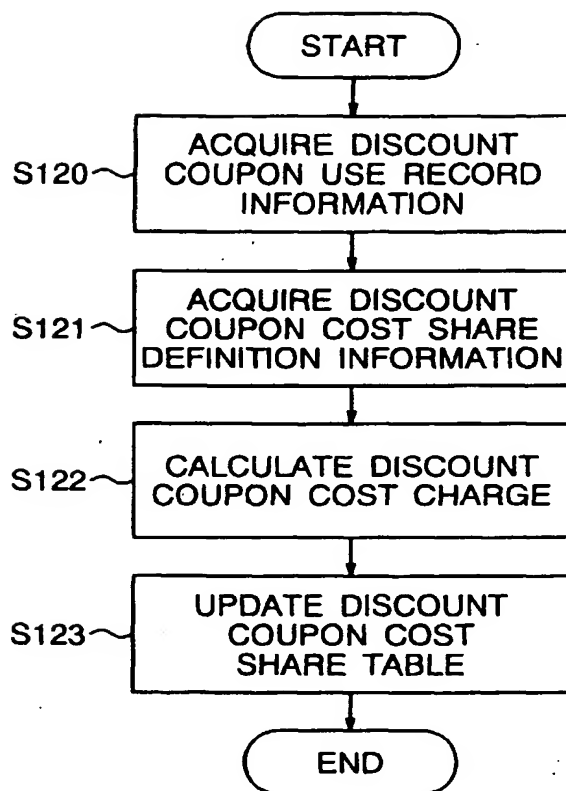 START
S120
ACQUIRE DISCOUNT
COUPON USE RECORD
INFORMATION
S121
ACQUIRE DISCOUNT
COUPON COST SHARE
DEFINITION INFORMATION
S122
CALCULATE DISCOUNT
COUPON COST CHARGE
S123
UPDATE DISCOUNT
COUPON COST
SHARE TABLE
END